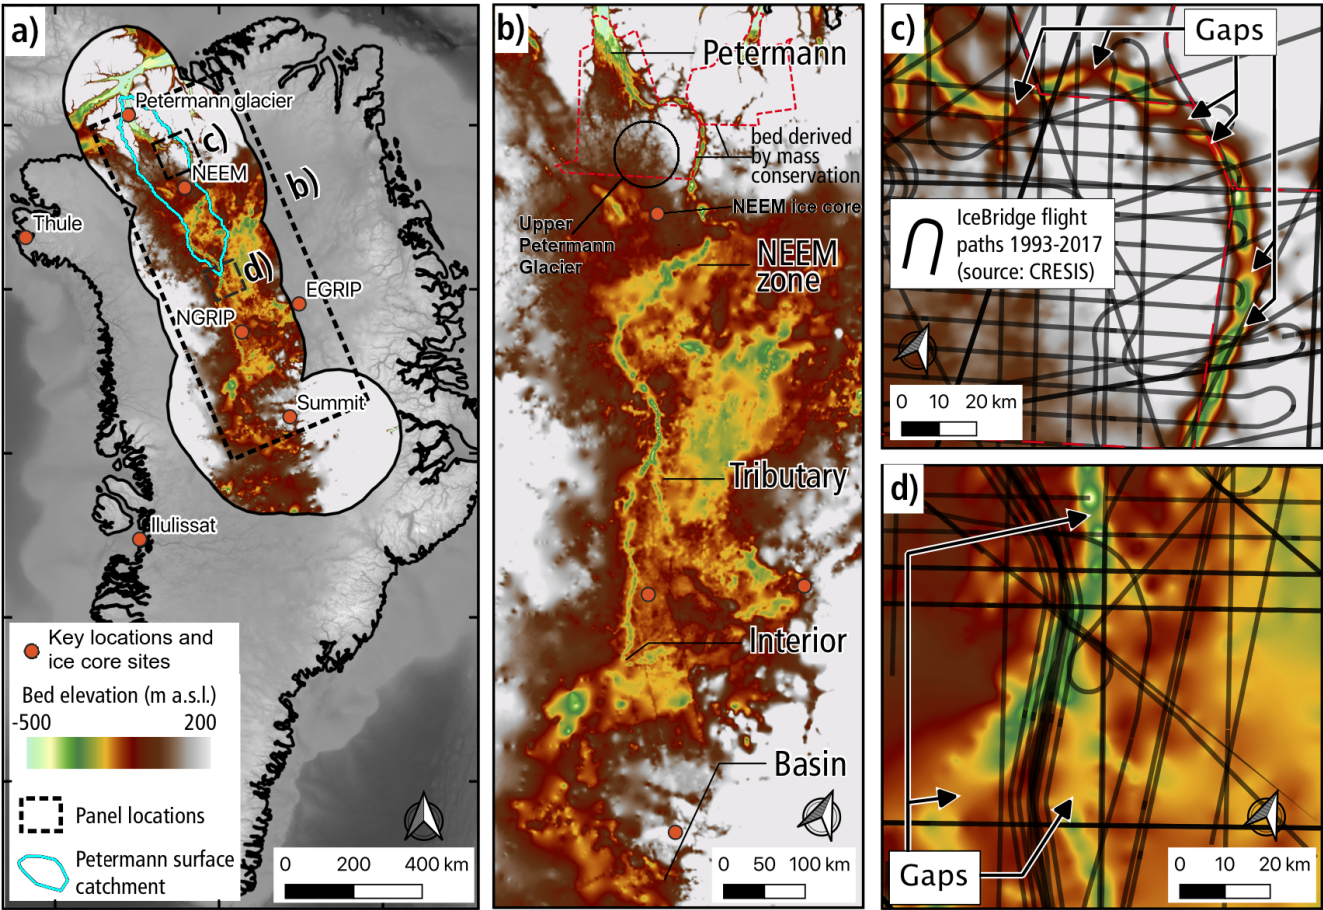 a)
Petermann glacier
c)
NEEM
b)
Thule
d)
EGRIP
NGRIP
Summit
Illulissat
Key locations and
ice core sites
Bed elevation (m a.s.l.)
-500 200
Panel locations
Petermann surface
catchment
0 200 400 km
b)
Petermann
bed derived
by mass
conservation
Upper
Petermann
Glacier
NEEM ice core
NEEM
zone
Tributary
Interior
Basin
0 50 100 km
c)
Gaps
IceBridge flight
paths 1993-2017
(source: CRESIS)
0 10 20 km
d)
Gaps
0 10 20 km